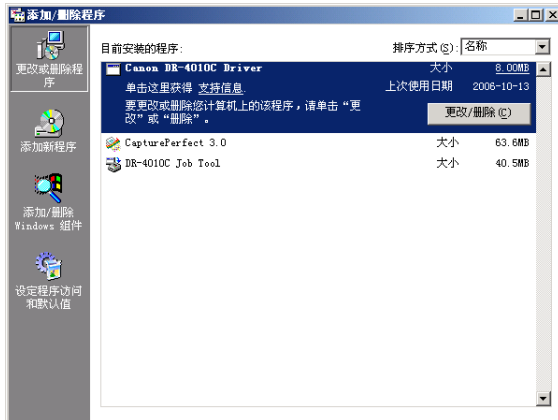 添加/删除程序
更改或删除程
序
添加新程序
添加/删除
Windows 组件
设定程序访问
和默认值
目前安装的程序:
排序方式(S): 名称
Canon DR-4010C Driver 大小 8.00MB
单击这里获得 支持信息. 上次使用日期 2006-10-13
要更改或删除您计算机上的该程序，请单击“更
改”或“删除”。
更改/删除(C)
CapturePerfect 3.0 大小 63.6MB
DR-4010C Job Tool 大小 40.5MB